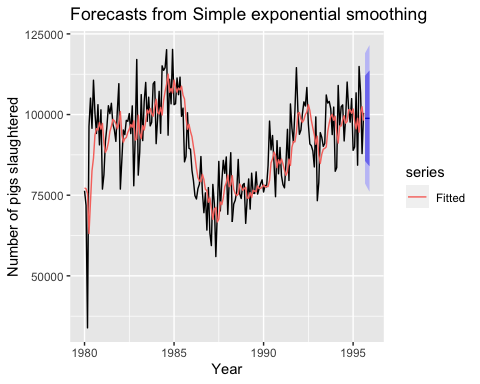 Forecasts from Simple exponential smoothing
125000
100000
75000
50000
Number of pigs slaughtered
1980
1985
1990
1995
Year
series
Fitted